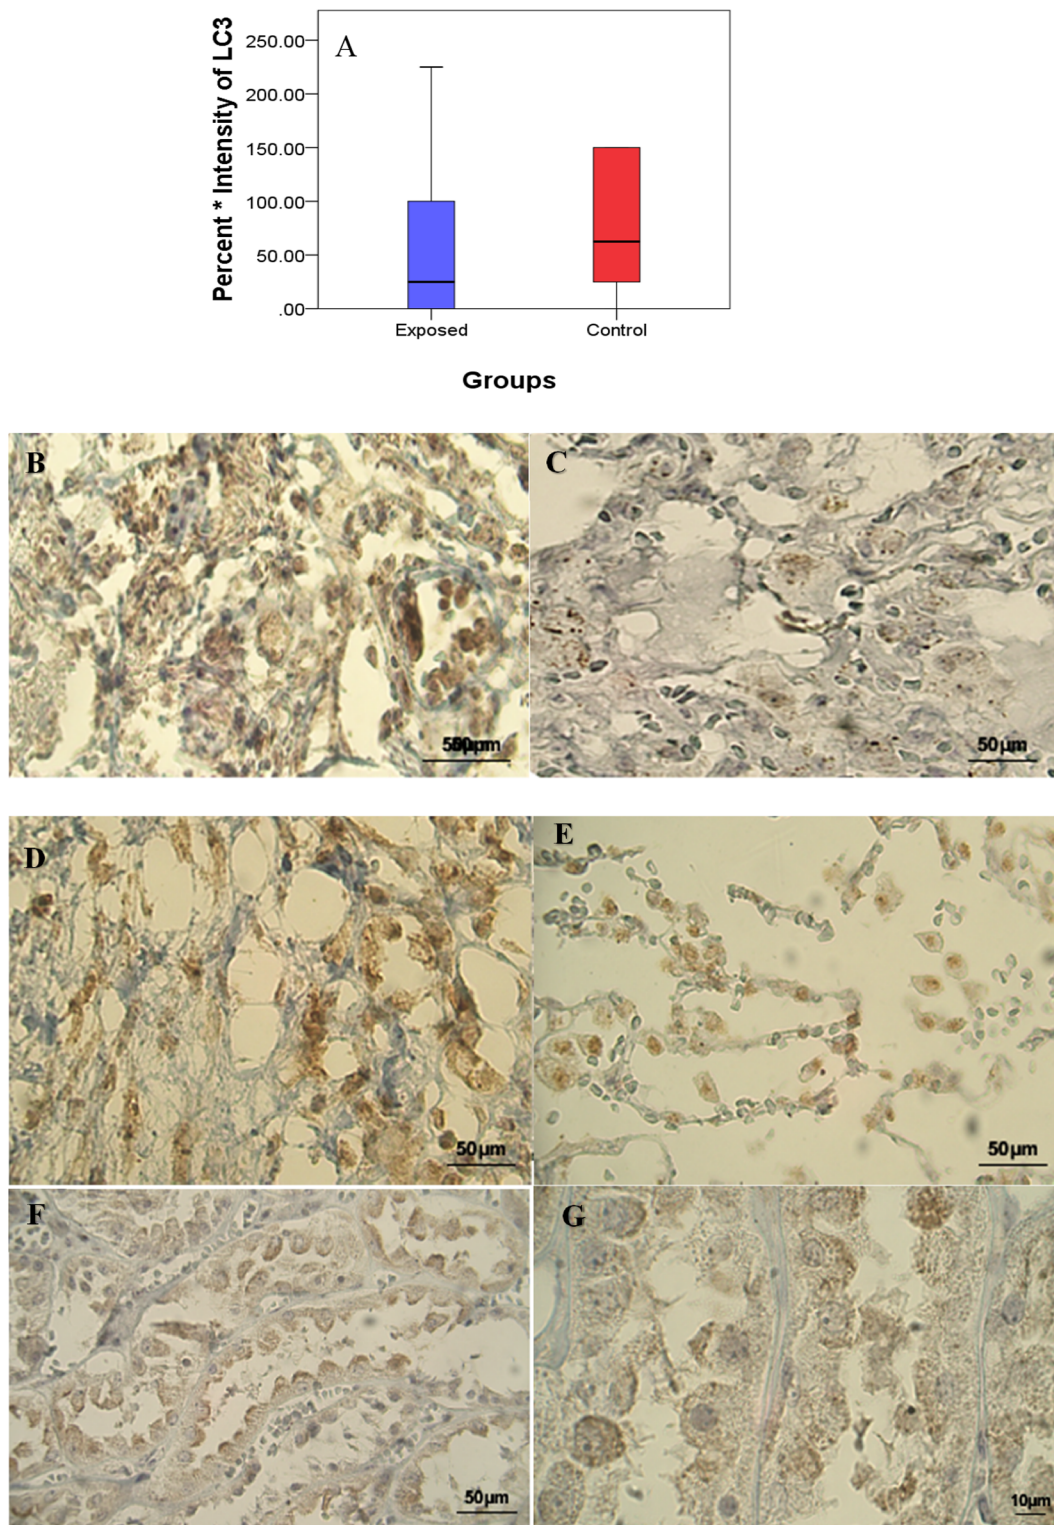 Percent * Intensity of LC3
A
250.00
200.00
150.00
100.00
50.00
.00
Exposed Control
Groups
B
C
50µm
D
E
50µm
50µm
F
G
50µm
10µm